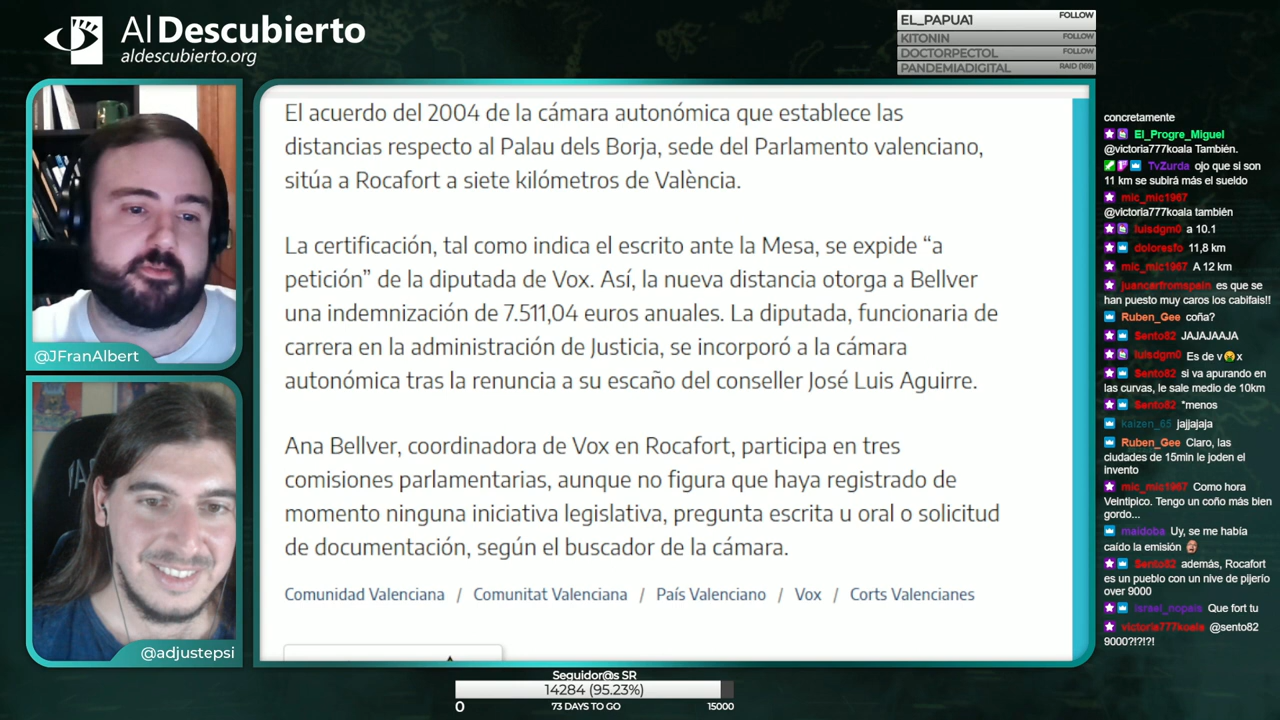 Al Descubierto
aldescubierto.org
EL_PAPUA1 FOLLOW
KITONIN FOLLOW
DOCTORPECTOL FOLLOW
PANDEMIADIGITAL RAID (169)
El acuerdo del 2004 de la cámara autonómica que establece las
distancias respecto al Palau dels Borja, sede del Parlamento valenciano,
sitúa a Rocafort a siete kilómetros de València.
La certificación, tal como indica el escrito ante la Mesa, se expide “a
petición” de la diputada de Vox. Así, la nueva distancia otorga a Bellver
una indemnización de 7.511,04 euros anuales. La diputada, funcionaria de
carrera en la administración de Justicia, se incorporó a la cámara
autonómica tras la renuncia a su escaño del conseller José Luis Aguirre.
Ana Bellver, coordinadora de Vox en Rocafort, participa en tres
comisiones parlamentarias, aunque no figura que haya registrado de
momento ninguna iniciativa legislativa, pregunta escrita u oral o solicitud
de documentación, según el buscador de la cámara.
Comunidad Valenciana / Comunitat Valenciana / País Valenciano / Vox / Corts Valencianes
@JFranAlbert
@adjustepsi
concretamente
El_Progre_Miguel
@victoria777koala También.
TvZurda ojo que si son
11 km se subirá más el sueldo
mic_mic1967
@victoria777koala también
luisdgm0 a 10.1
doloresfo 11,8 km
mic_mic1967 A 12 km
juancarfromspain es que se
han puesto muy caros los cabifais!!
Ruben_Gee coña?
Sento82 JAJAJAAJA
luisdgm0 Es de v🤮x
Sento82 si va apurando en
las curvas, le sale medio de 10km
Sento82 *menos
kaizen_65 jajjajaja
Ruben_Gee Claro, las
ciudades de 15min le joden el
invento
mic_mic1967 Como hora
Veintipico. Tengo un coño más bien
gordo...
maidoba Uy, se me había
caído la emisión
Sento82 además, Rocafort
es un pueblo con un nive de pijerío
over 9000
israel_nopais Que fort tu
victoria777koala @sento82
9000?!?!?!
Seguidor@s SR
14284 (95.23%)
0 73 DAYS TO GO 15000